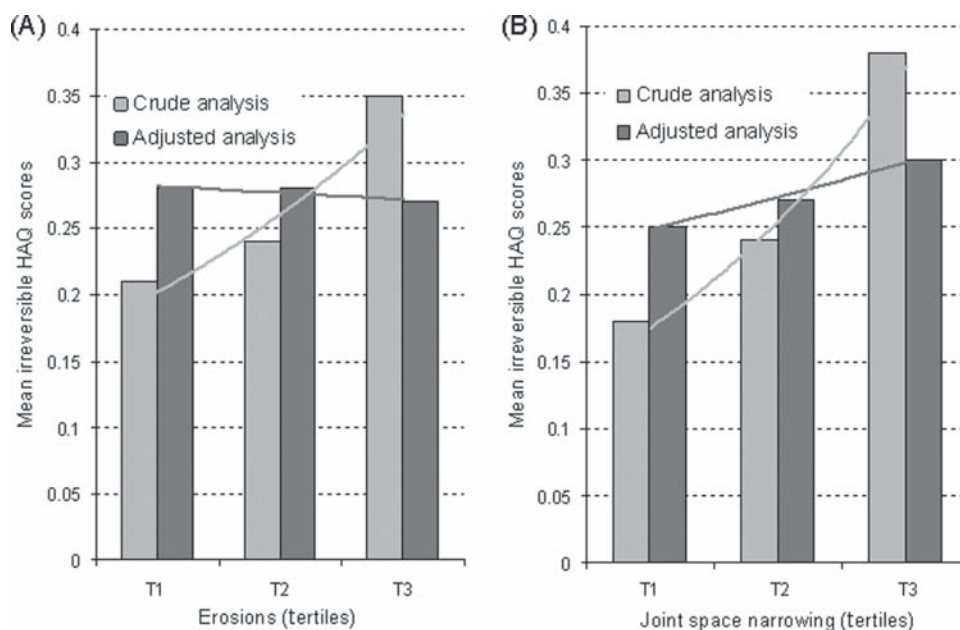 (A)
Mean irreversible HAQ scores
0.4
0.35
0.3
0.25
0.2
0.15
0.1
0.05
0
Crude analysis
Adjusted analysis
T1 T2 T3
Erosions (tertiles)
(B)
Mean irreversible HAQ scores
0.4
0.35
0.3
0.25
0.2
0.15
0.1
0.05
0
Crude analysis
Adjusted analysis
T1 T2 T3
Joint space narrowing (tertiles)